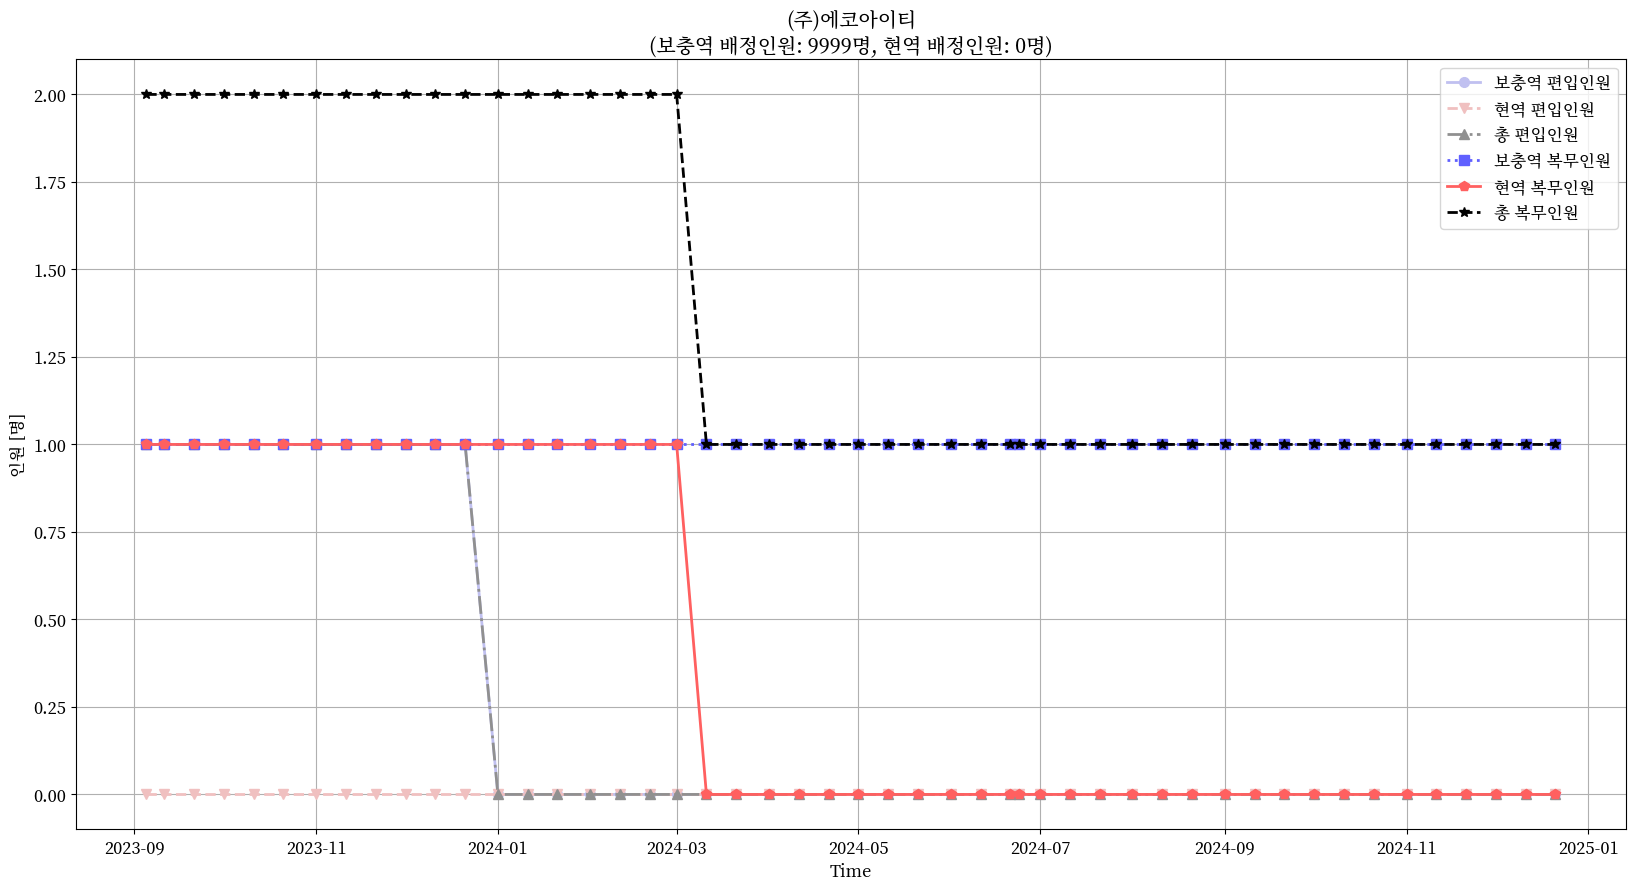 (주)에코아이티
(보충역 배정인원: 9999명, 현역 배정인원: 0명)
보충역 편입인원
현역 편입인원
총 편입인원
보충역 복무인원
현역 복무인원
총 복무인원
인원 [명]
2.00
1.75
1.50
1.25
1.00
0.75
0.50
0.25
0.00
2023-09 2023-11 2024-01 2024-03 2024-05 2024-07 2024-09 2024-11 2025-01
Time